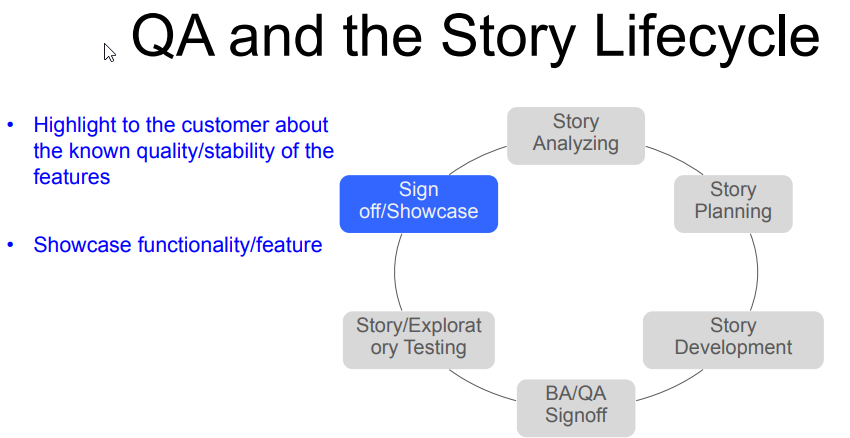 QA and the Story Lifecycle
• Highlight to the customer about
the known quality/stability of the
features
• Showcase functionality/feature
Story
Analyzing
Story
Planning
Story
Development
BA/QA
Signoff
Story/Explorat
ory Testing
Sign
off/Showcase